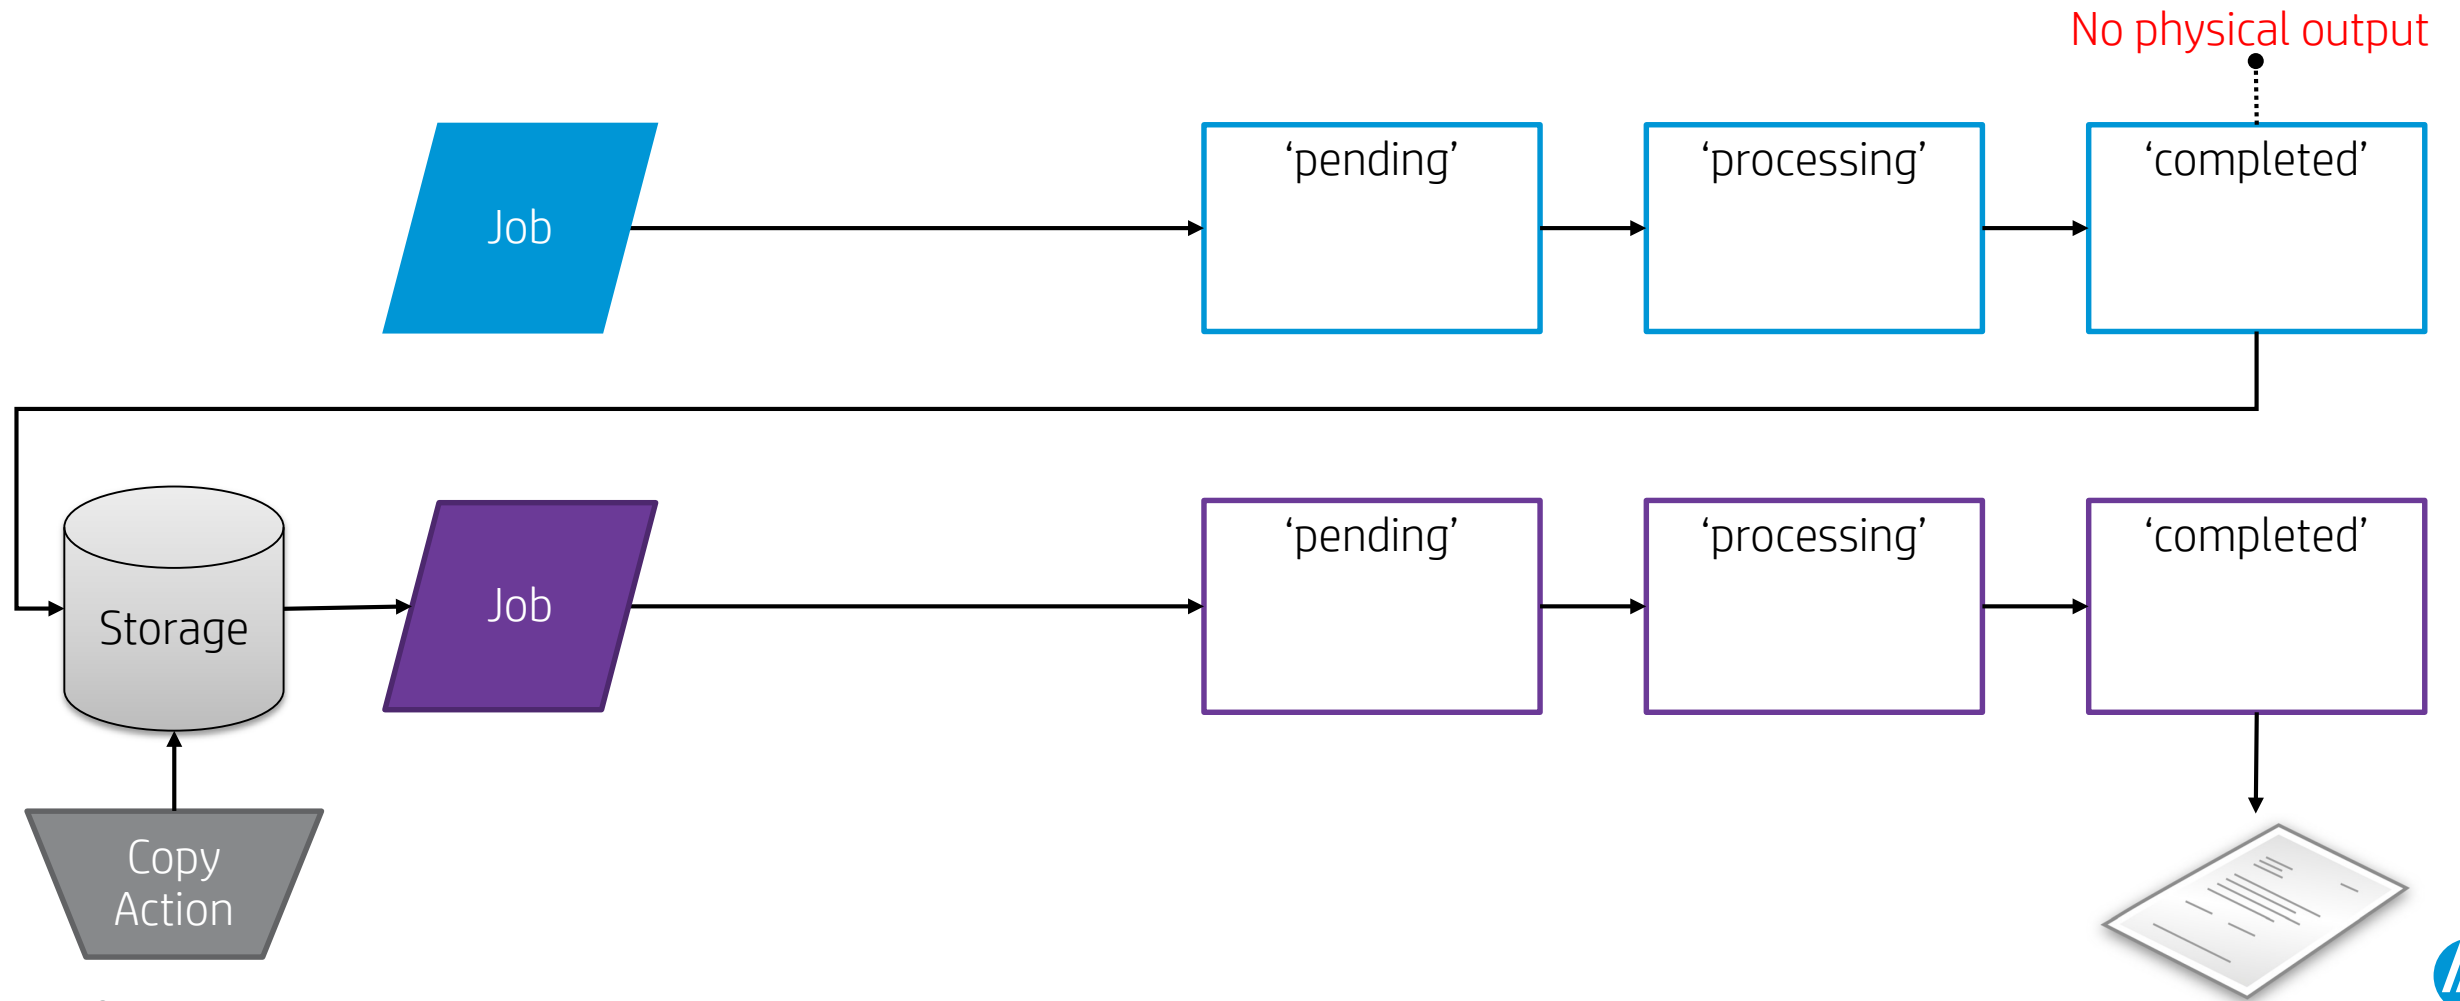 No physical output
Job
‘pending’
‘processing’
‘completed’
Storage
Job
‘pending’
‘processing’
‘completed’
Copy
Action